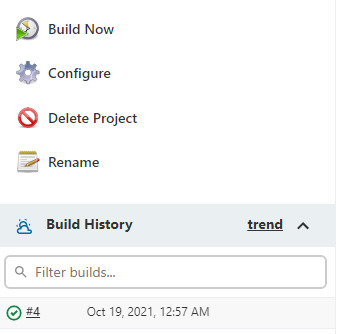 Build Now
Configure
Delete Project
Rename
Build History trend
Filter builds...
#4 Oct 19, 2021, 12:57 AM